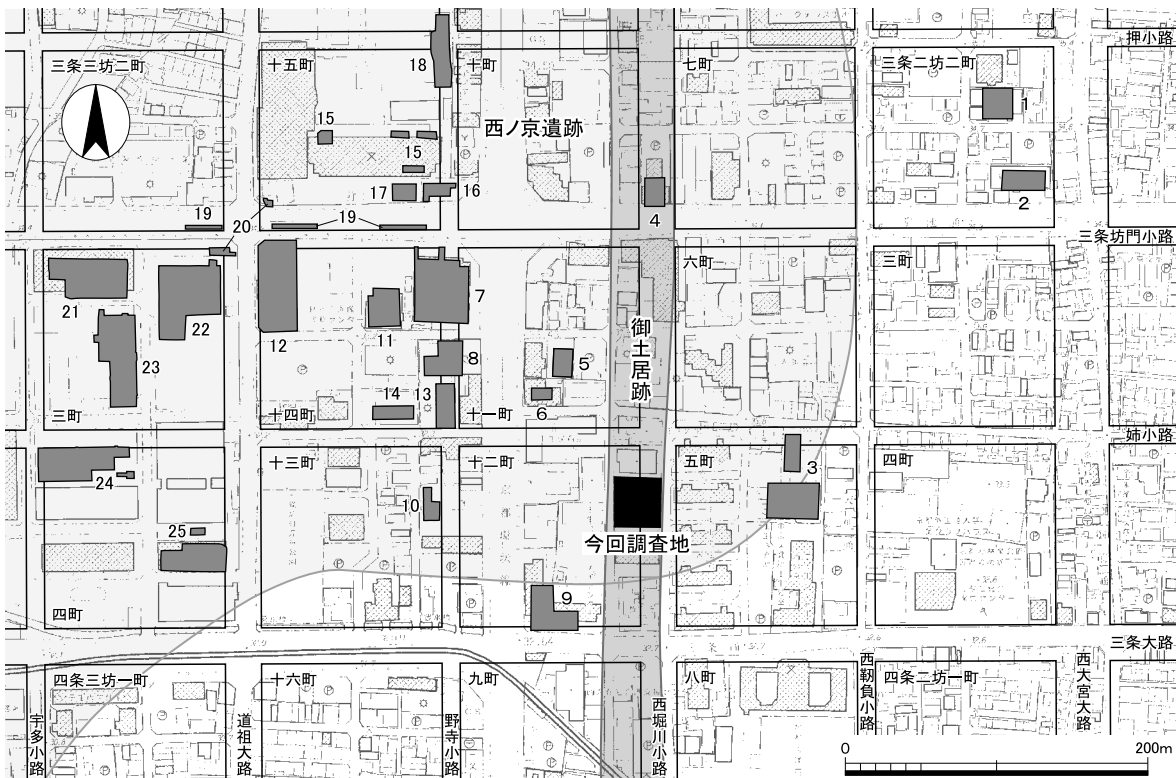 押小路
三条三坊二町
十五町
18
十町
七町
三条二坊二町
1
15
西ノ京遺跡
15
17
16
4
2
19
20
19
三条坊門小路
21
22
12
11
7
六町
三町
御土居跡
23
8
5
14
13
6
三町
十四町
十一町
姉小路
24
十三町
十二町
五町
3
四町
10
25
今回調査地
9
四町
三条大路
四条三坊一町
十六町
九町
八町
四条二坊一町
宇多小路
道祖大路
野寺小路
西堀川小路
西靭負小路
西大宮大路
0
200m